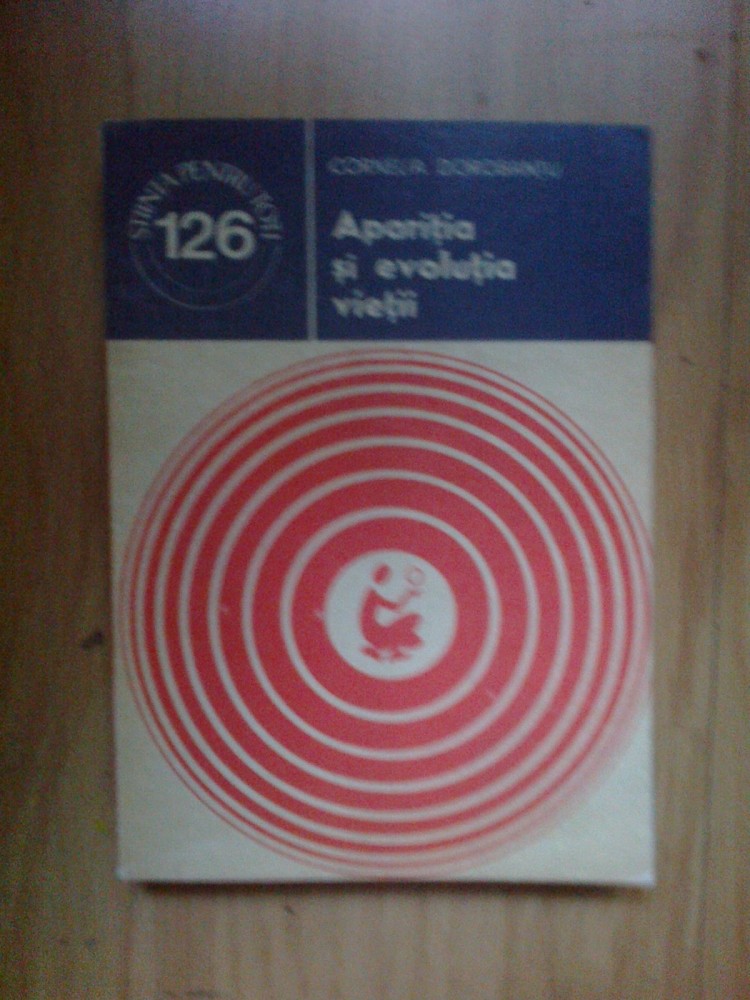 ȘTIINȚA PENTRU TOȚI
126
CORNELIA DOROBANȚU
Apariția
și evoluția
vieții